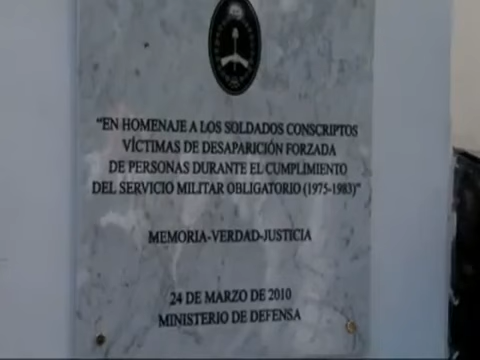 "EN HOMENAJE A LOS SOLDADOS CONSCRIPTOS
VÍCTIMAS DE DESAPARICIÓN FORZADA
DE PERSONAS DURANTE EL CUMPLIMIENTO
DEL SERVICIO MILITAR OBLIGATORIO (1975-1983)"
MEMORIA-VERDAD-JUSTICIA
24 DE MARZO DE 2010
MINISTERIO DE DEFENSA